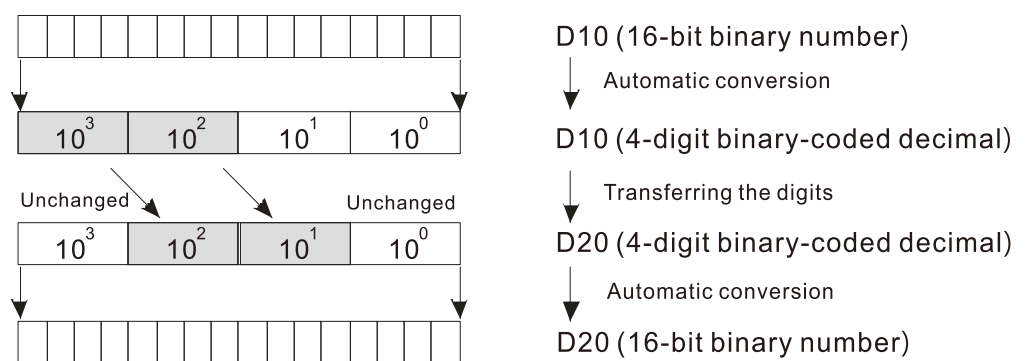 D10 (16-bit binary number)
Automatic conversion
10³ 10² 10¹ 10⁰
D10 (4-digit binary-coded decimal)
Unchanged Unchanged
Transferring the digits
10³ 10² 10¹ 10⁰
D20 (4-digit binary-coded decimal)
Automatic conversion
D20 (16-bit binary number)